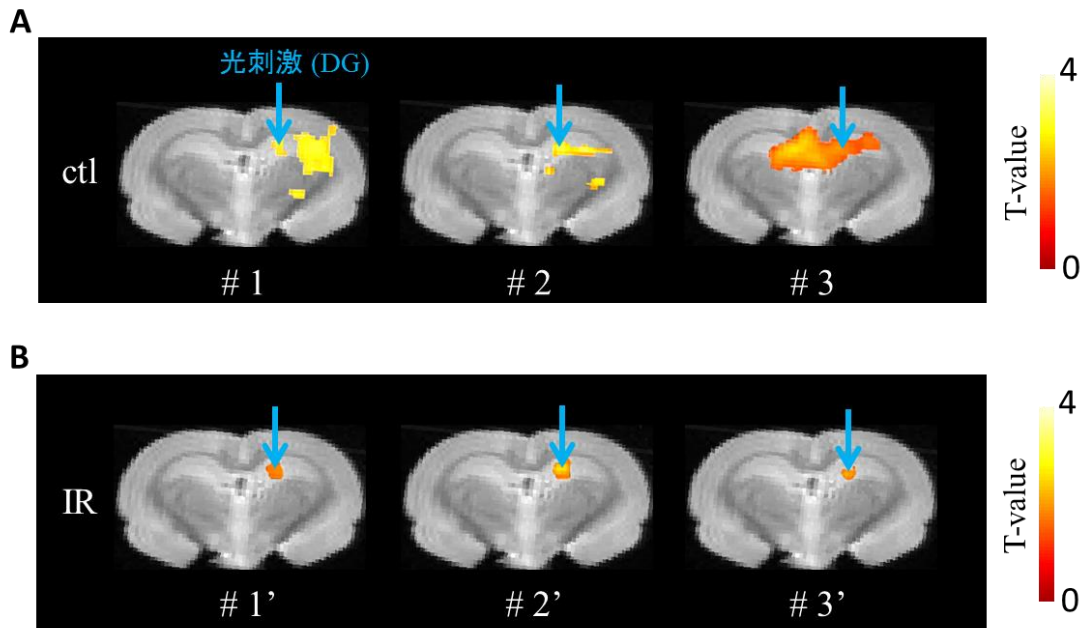 A
光刺激 (DG)
ctl
# 1
# 2
# 3
4
T-value
0
B
IR
# 1’
# 2’
# 3’
4
T-value
0